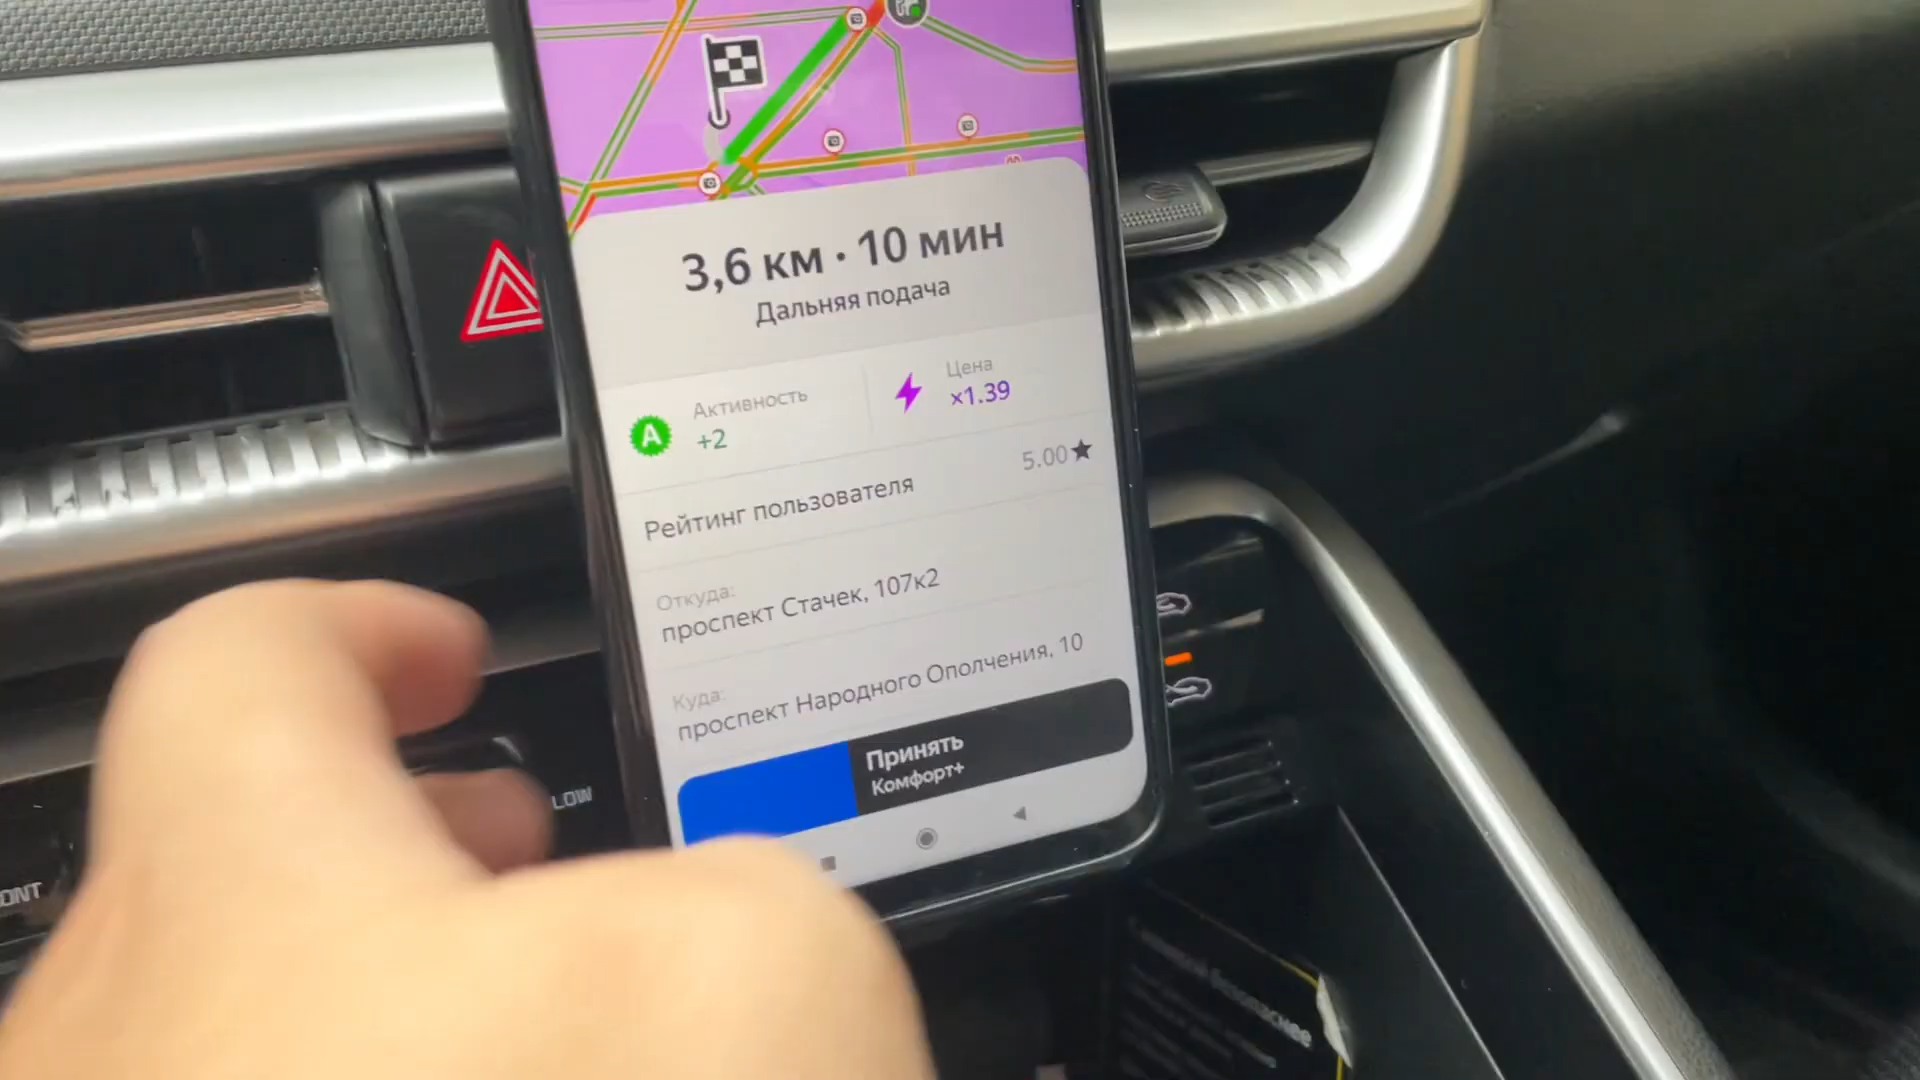 3,6 км · 10 мин
Дальняя подача
Активность
+2
Цена
×1.39
Рейтинг пользователя
5.00★
Откуда:
проспект Стачек, 107к2
Куда:
проспект Народного Ополчения, 10
Принять
Комфорт+
LOW